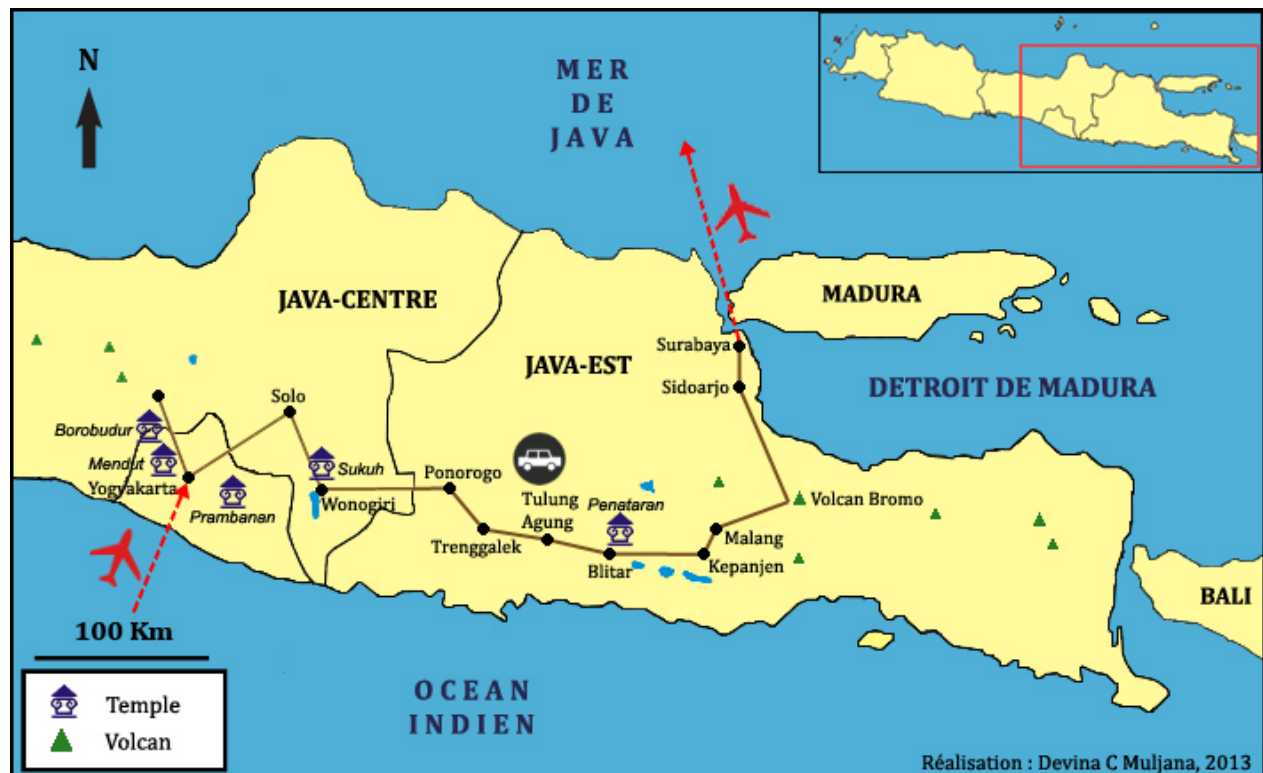 N
MER
DE
JAVA
JAVA-CENTRE
MADURA
JAVA-EST
Surabaya
Sidoarjo
DETROIT DE MADURA
Solo
Borobudur
Mendut
Yogyakarta
Prambanan
Sukuh
Wonogiri
Ponorogo
Tulung
Agung
Penataran
Volcan Bromo
Trenggalek
Malang
Blitar
Kepanjen
BALI
100 Km
Temple
Volcan
OCEAN
INDIEN
Réalisation : Devina C Muljana, 2013